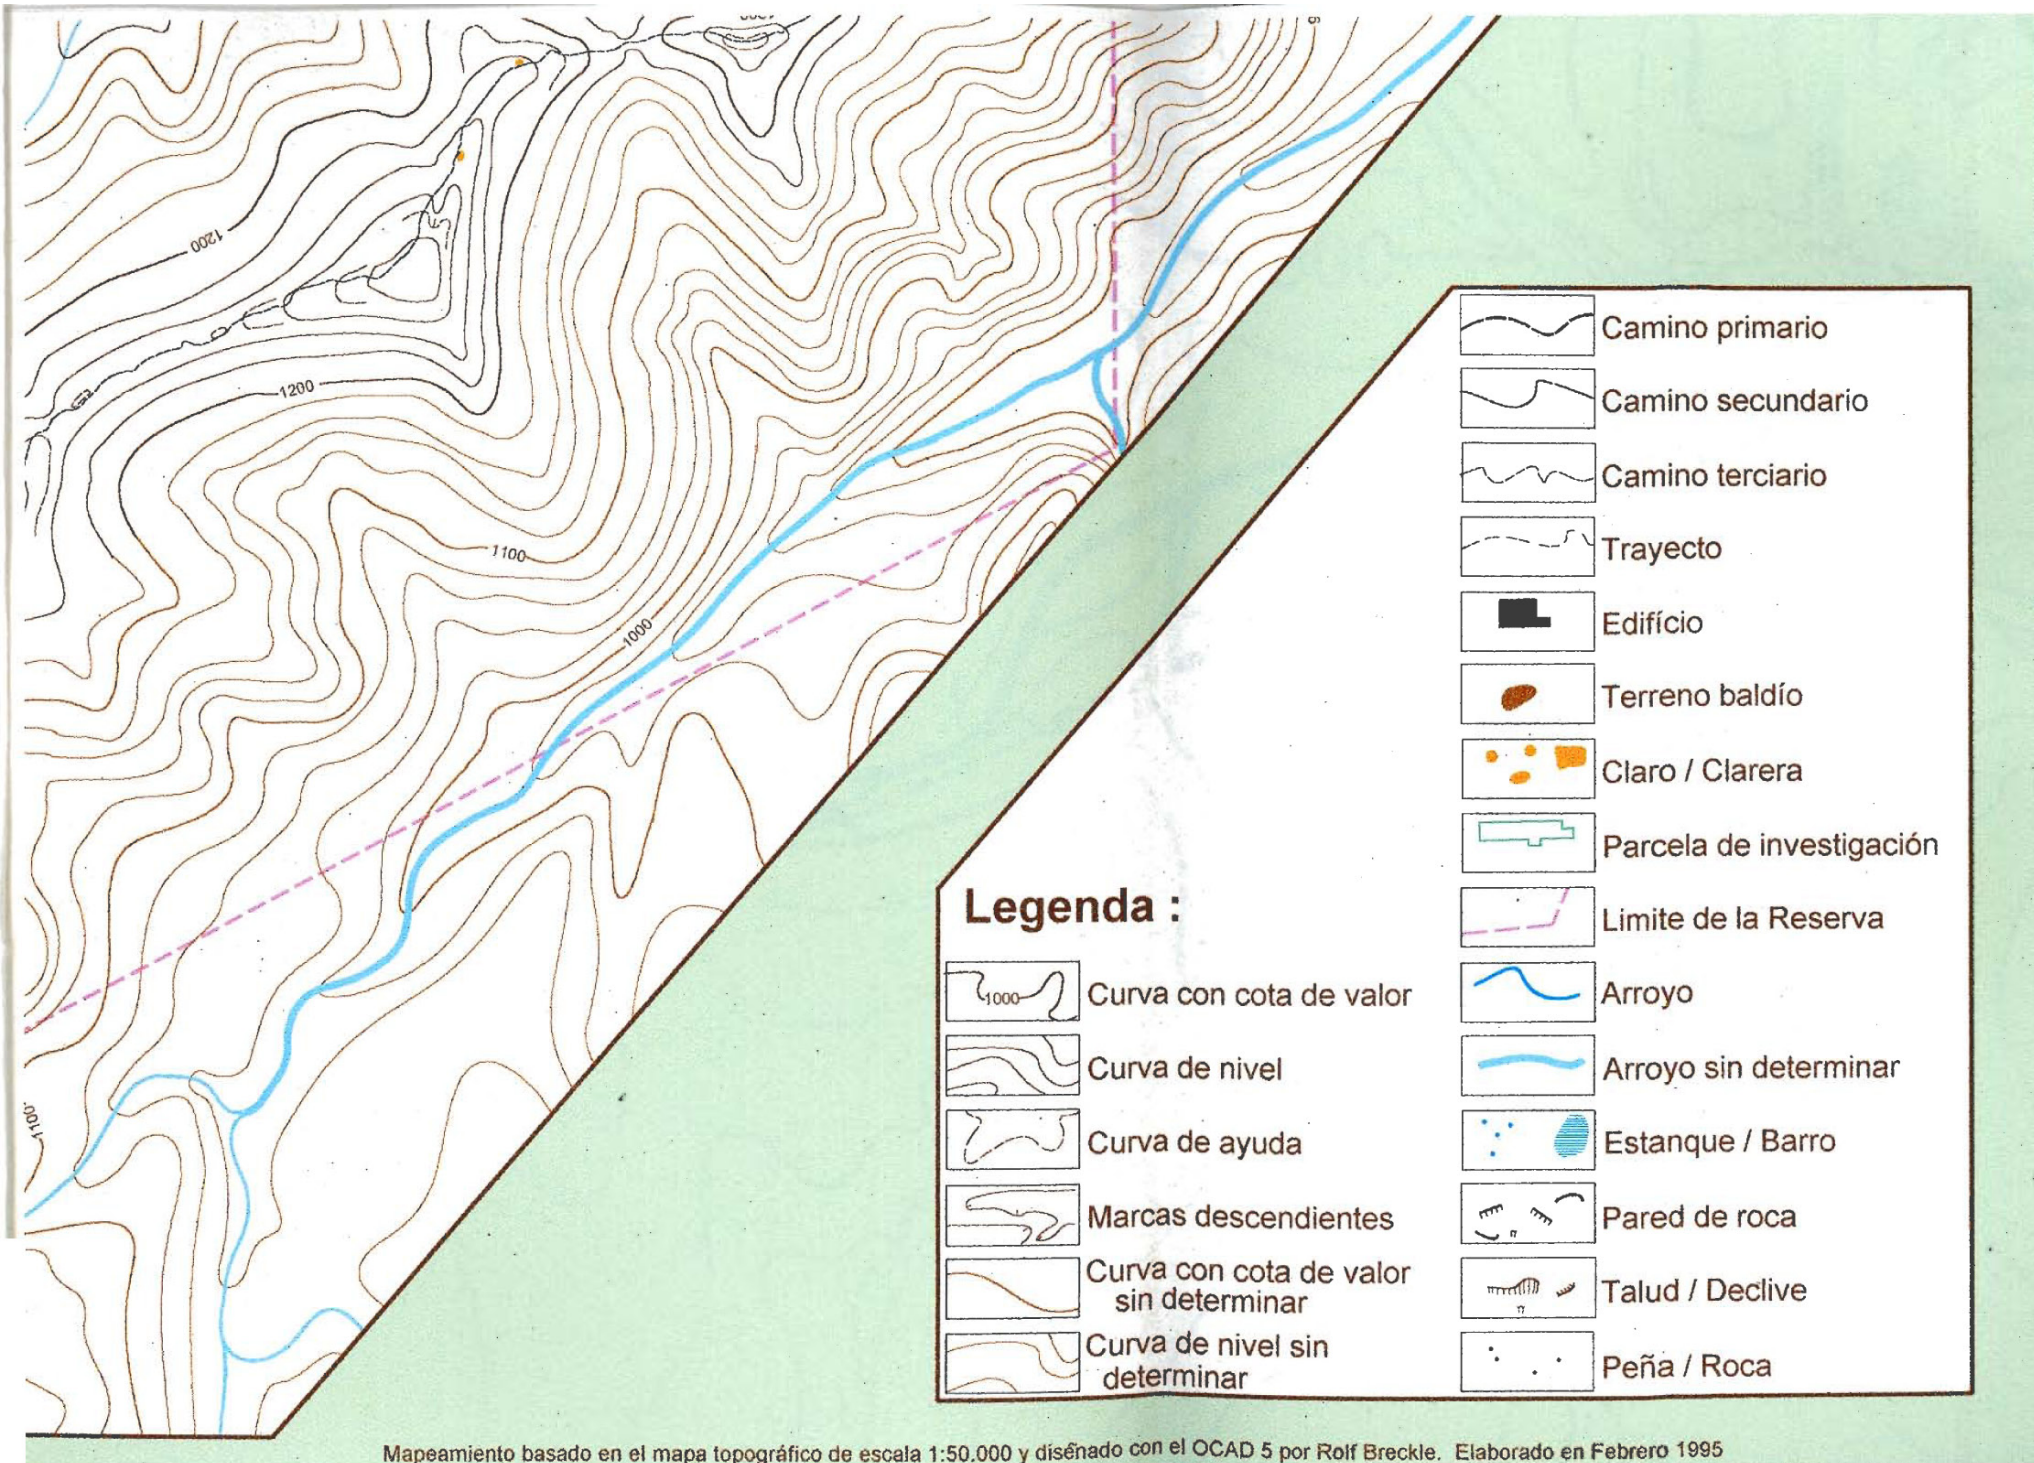 1200
1200
1100
1000
1100
Legenda :
Curva con cota de valor
1000
Curva de nivel
Curva de ayuda
Marcas descendientes
Curva con cota de valor
sin determinar
Curva de nivel sin
determinar
Camino primario
Camino secundario
Camino terciario
Trayecto
Edifício
Terreno baldío
Claro / Clarera
Parcela de investigación
Limite de la Reserva
Arroyo
Arroyo sin determinar
Estanque / Barro
Pared de roca
Talud / Declive
Peña / Roca
Mapeamiento basado en el mapa topográfico de escala 1:50.000 y diseñado con el OCAD 5 por Rolf Breckle. Elaborado en Febrero 1995